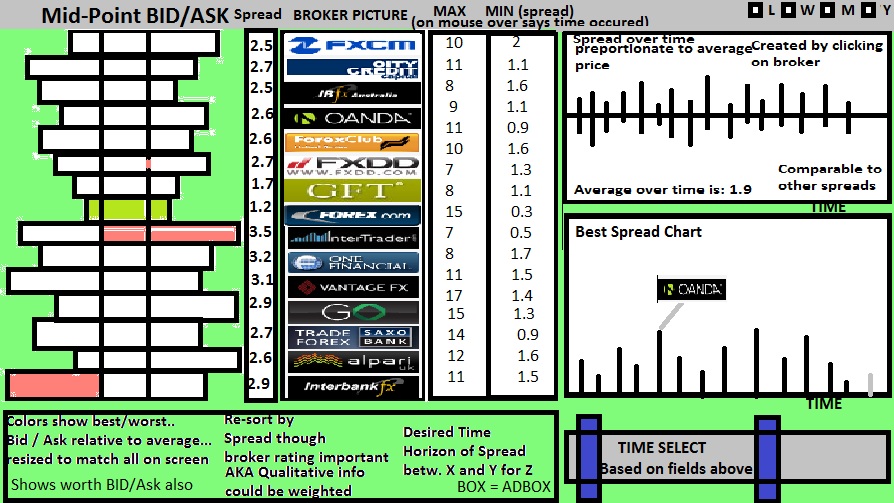 Mid-Point BID/ASK Spread BROKER PICTURE MAX MIN (spread) L W M Y
(on mouse over says time occured)
2.5 FXCM 10 2
2.7 CITY CREDIT capital 11 1.1
2.5 IBfx Australia 8 1.6
2.6 OANDA 9 1.1
2.6 ForexClub 11 0.9
2.7 FXDD 10 1.6
WWW.FXDD.COM
1.7 GFT 7 1.3
1.2 FOREX.com 8 1.1
3.5 InterTrader 15 0.3
3.2 ONE FINANCIAL 7 0.5
3.1 VANTAGE FX 8 1.7
2.9 GO 11 1.5
2.7 TRADE FOREX SAXO BANK 17 1.4
2.6 alpari uk 15 1.3
2.9 Interbankfx 14 0.9
12 1.6
11 1.5
Spread over time
proportionate to average
price
Created by clicking
on broker
Comparable to
other spreads
Average over time is: 1.9
TIME
Best Spread Chart
OANDA
TIME
Colors show best/worst..
Bid / Ask relative to average...
resized to match all on screen
Shows worth BID/Ask also
Re-sort by
Spread though
broker rating important
AKA Qualitative info
could be weighted
Desired Time
Horizon of Spread
betw. X and Y for Z
BOX = ADBOX
TIME SELECT
Based on fields above